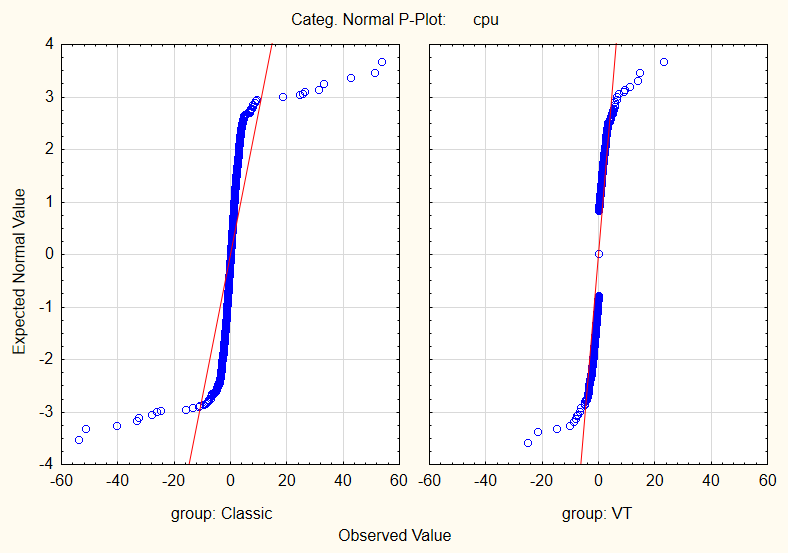 Categ. Normal P-Plot: cpu
4
3
2
1
0
-1
-2
-3
-4
Expected Normal Value
-60 -40 -20 0 20 40 60 -60 -40 -20 0 20 40 60
group: Classic group: VT
Observed Value